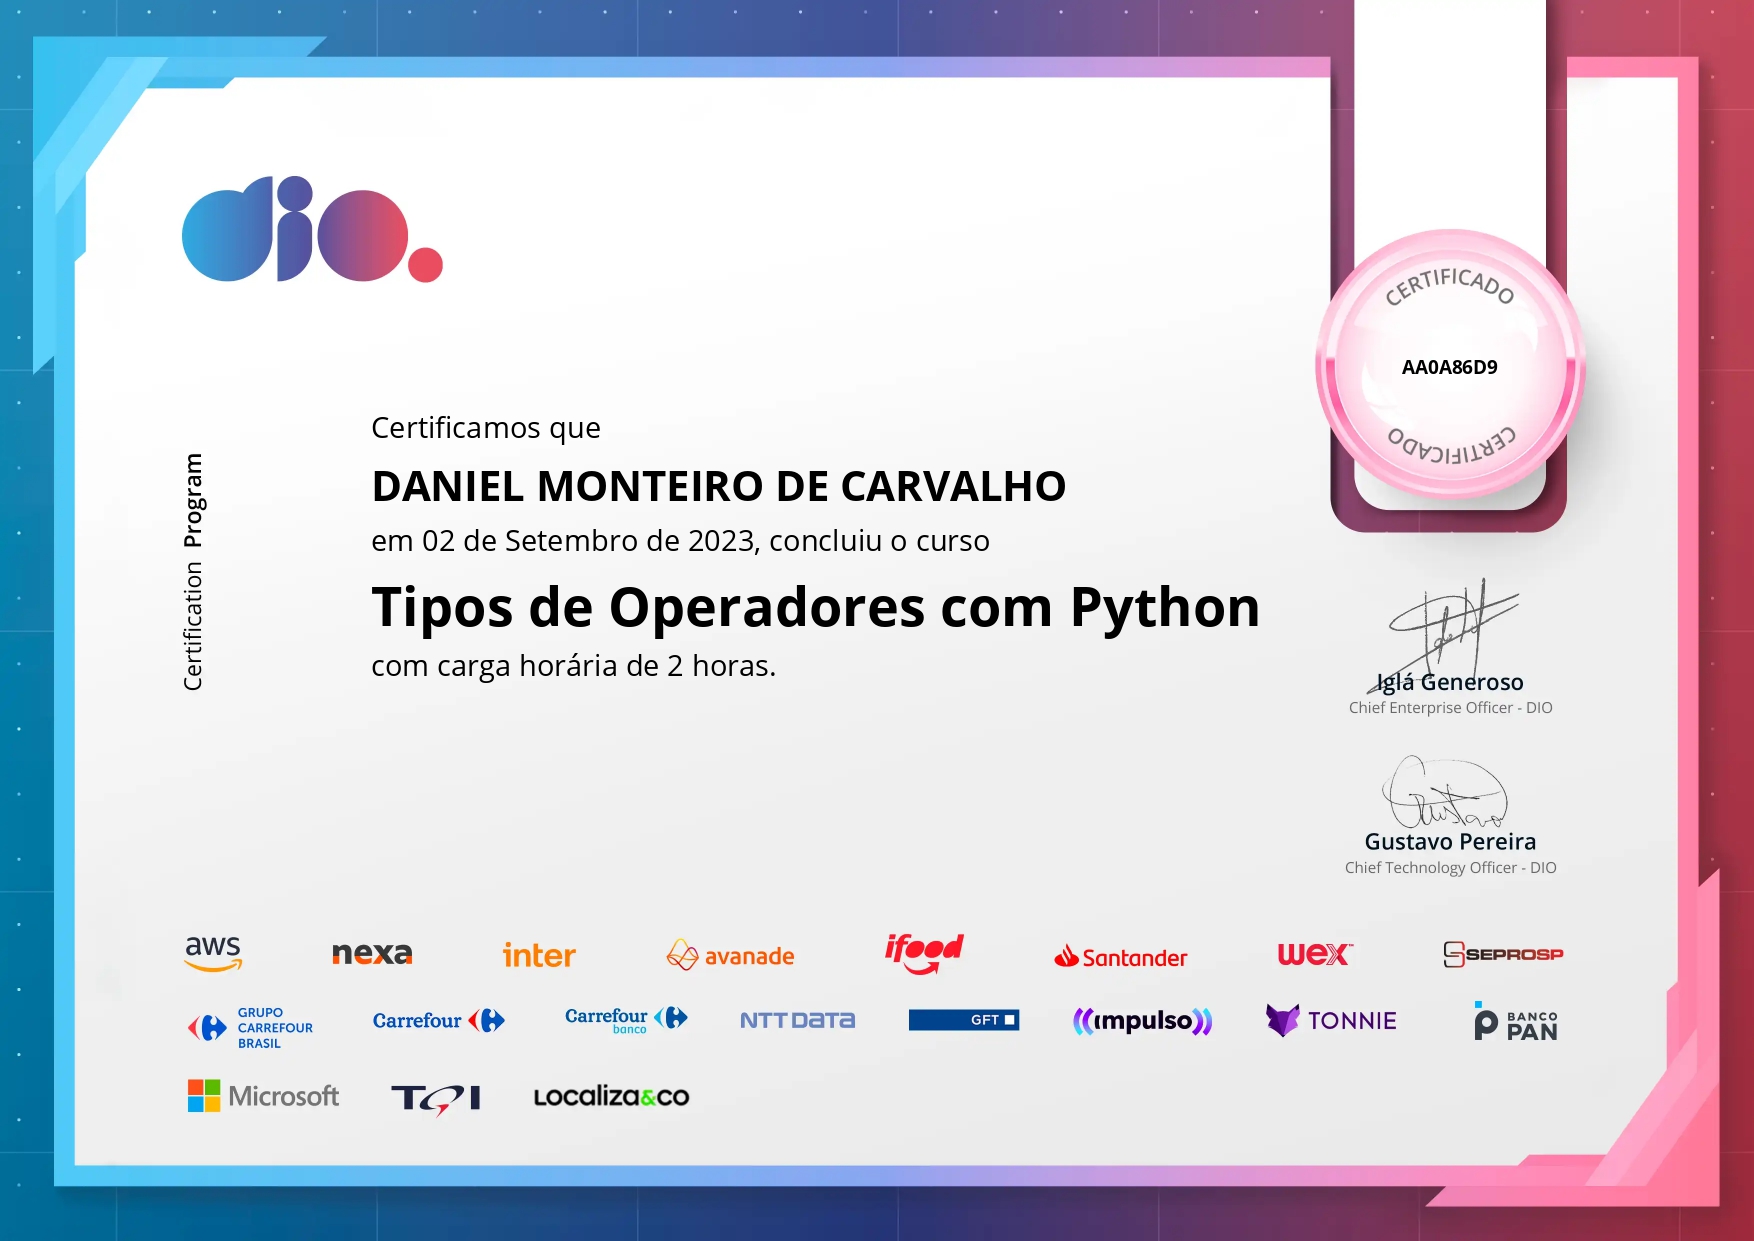 dio.
CERTIFICADO
AA0A86D9
CERTIFICADO
Certification Program
Certificamos que
DANIEL MONTEIRO DE CARVALHO
em 02 de Setembro de 2023, concluiu o curso
Tipos de Operadores com Python
com carga horária de 2 horas.
Iglá Generoso
Chief Enterprise Officer - DIO
Gustavo Pereira
Chief Technology Officer - DIO
aws nexa inter avanade ifood Santander wex SEPROSP
GRUPO
CARREFOUR
BRASIL
Carrefour Carrefour
banco
NTT DATA GFT impulso TONNIE BANCO
PAN
Microsoft TQI Localiza&co